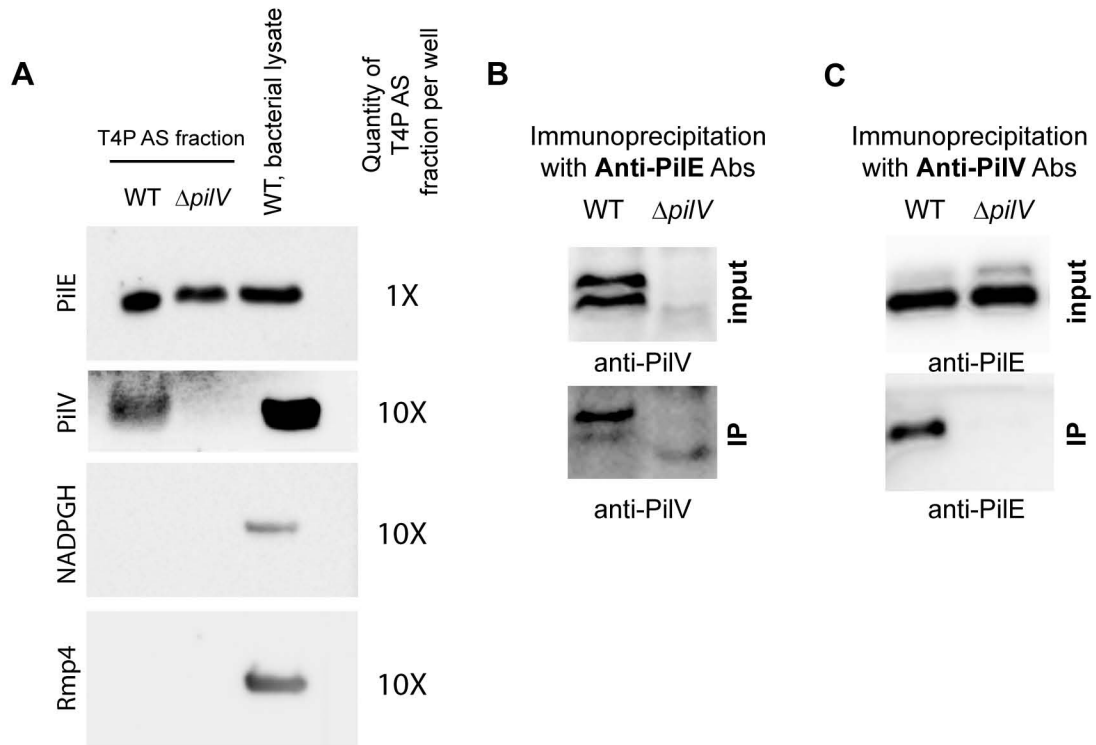 A
T4P AS fraction
WT ΔpilV
WT, bacterial lysate
Quantity of
T4P AS
fraction per well
PilE
1X
PilV
10X
NADPGH
10X
Rmp4
10X
B
Immunoprecipitation
with Anti-PilE Abs
WT ΔpilV
input
anti-PilV
IP
anti-PilV
C
Immunoprecipitation
with Anti-PilV Abs
WT ΔpilV
input
anti-PilE
IP
anti-PilE